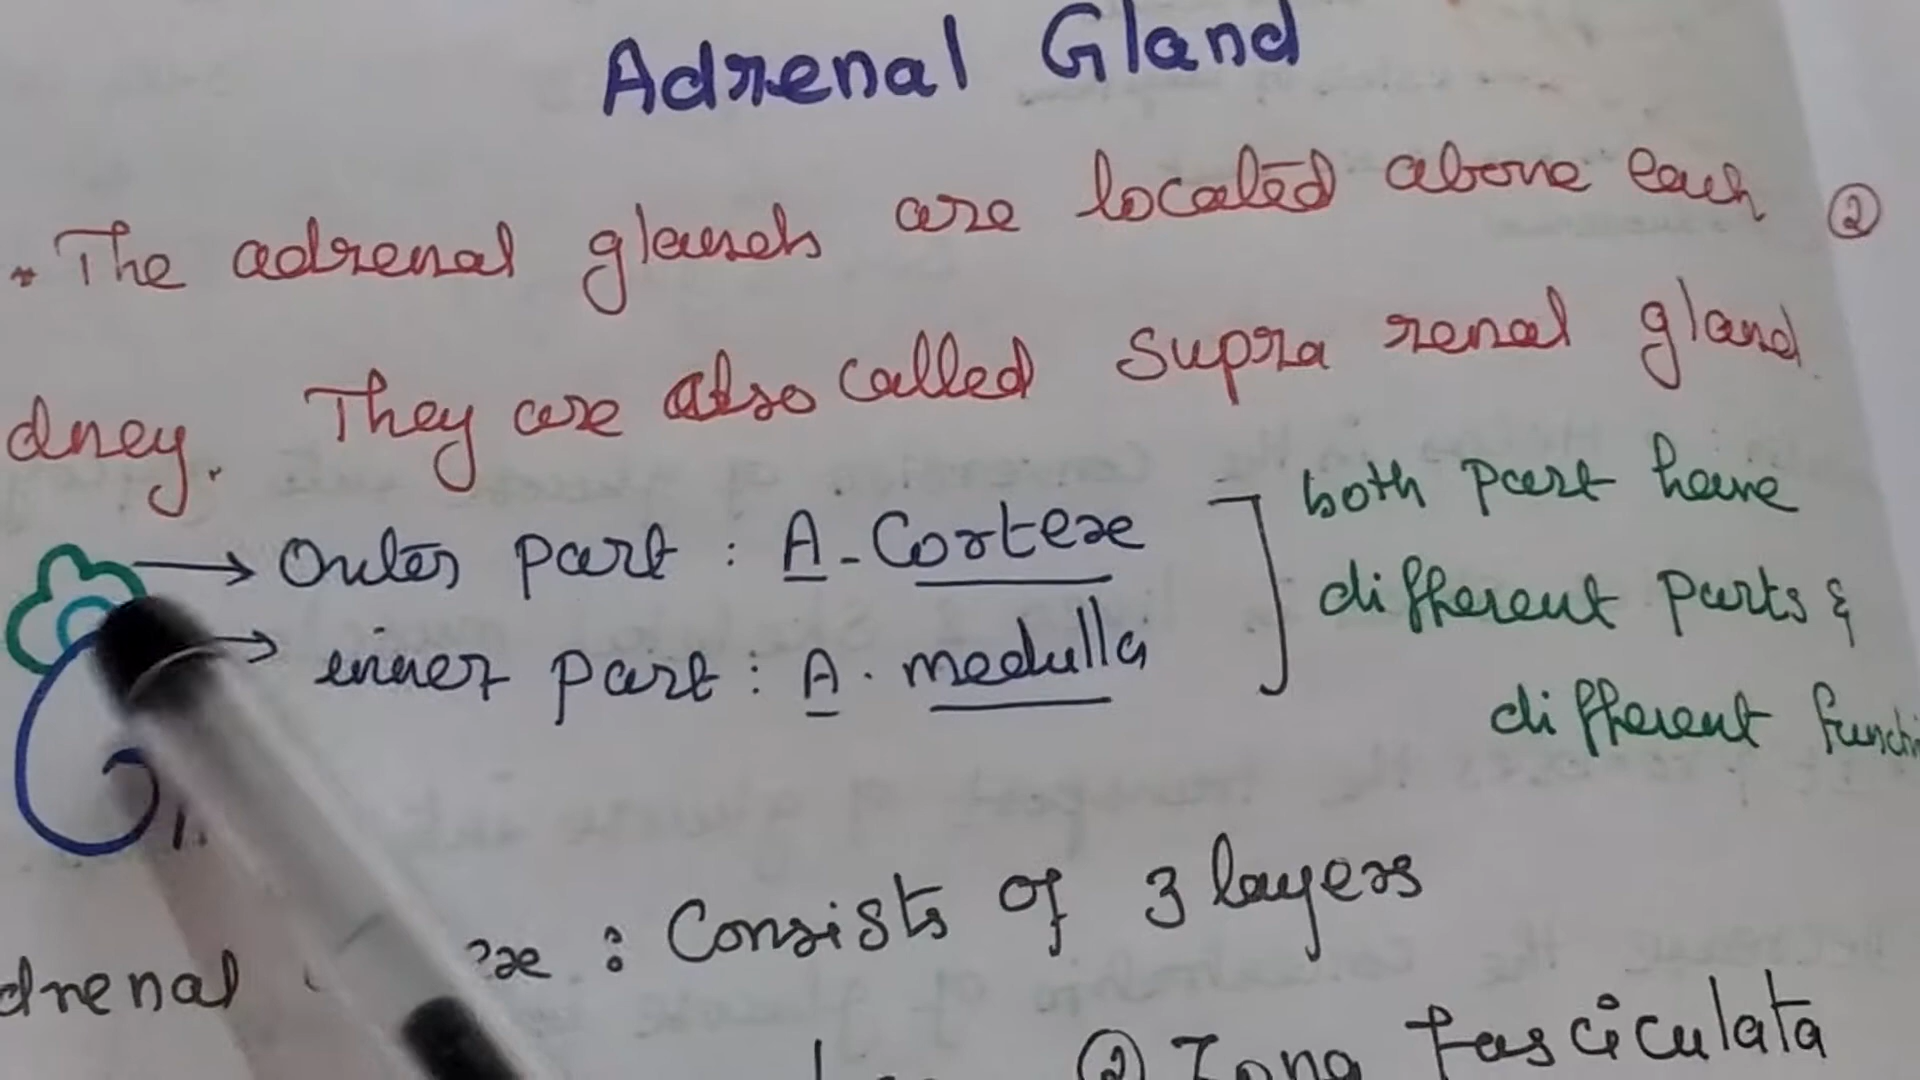 Adrenal Gland
The adrenal glands are located above each ②
dney. They are also called Supra renal gland
Outer part : A - Cortex
both part have
different parts &
inner part : A. medulla
different functi
drenal : Consists of 3 layers
② Zona Fasciculata